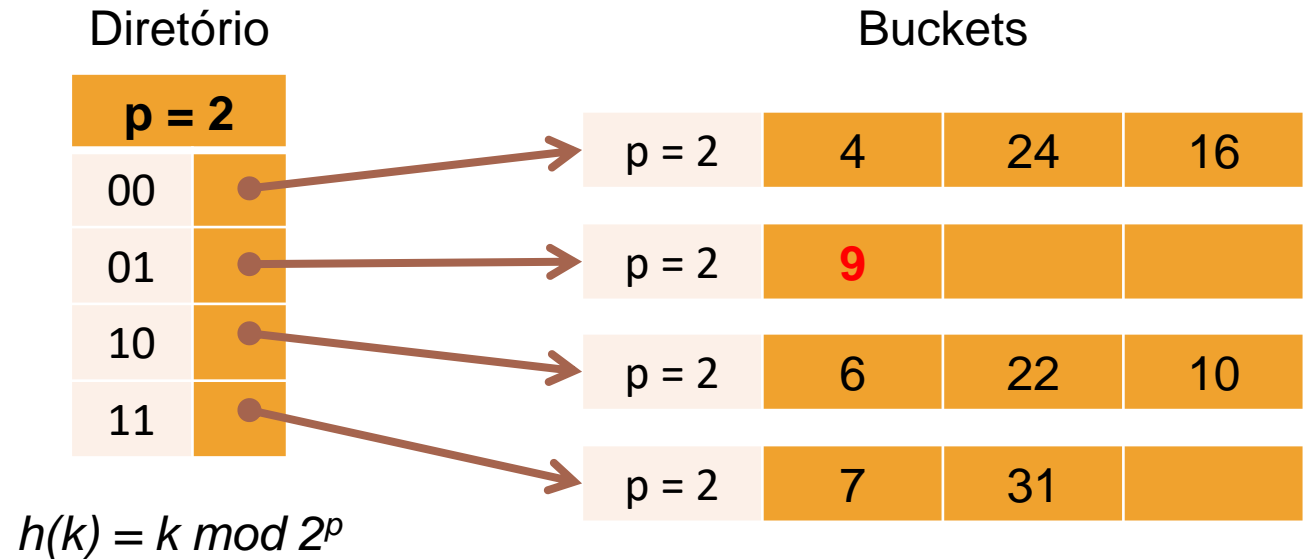 Diretório
p = 2
00
01
10
11
h(k) = k mod 2ᵖ
Buckets
p = 2 4 24 16
p = 2 9
p = 2 6 22 10
p = 2 7 31